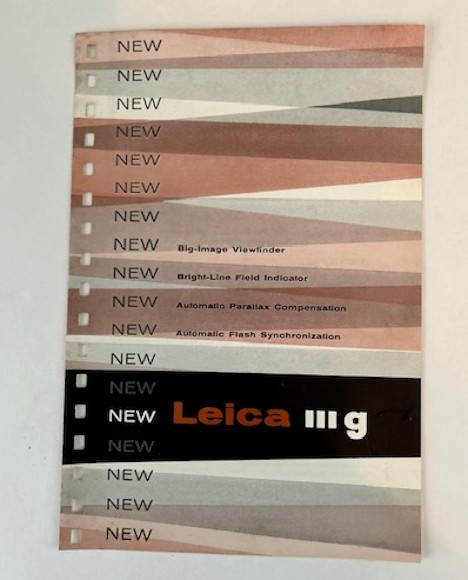 NEW
NEW
NEW
NEW
NEW
NEW
NEW
NEW Big-Image Viewfinder
NEW Bright-Line Field Indicator
NEW Automatic Parallax Compensation
NEW Automatic Flash Synchronization
NEW
NEW
NEW Leica IIIg
NEW
NEW
NEW
NEW